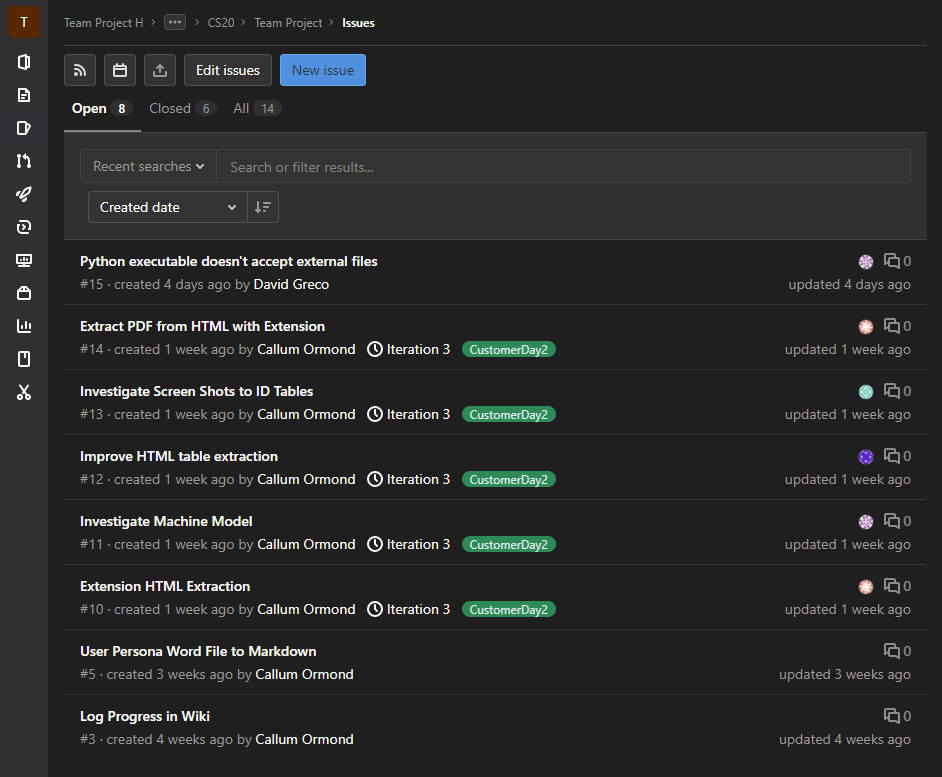 T
Team Project H > ... > CS20 > Team Project > Issues
Edit issues New issue
Open 8 Closed 6 All 14
Recent searches Search or filter results...
Created date
Python executable doesn't accept external files 0
#15 · created 4 days ago by David Greco updated 4 days ago
Extract PDF from HTML with Extension 0
#14 · created 1 week ago by Callum Ormond Iteration 3 CustomerDay2 updated 1 week ago
Investigate Screen Shots to ID Tables 0
#13 · created 1 week ago by Callum Ormond Iteration 3 CustomerDay2 updated 1 week ago
Improve HTML table extraction 0
#12 · created 1 week ago by Callum Ormond Iteration 3 CustomerDay2 updated 1 week ago
Investigate Machine Model 0
#11 · created 1 week ago by Callum Ormond Iteration 3 CustomerDay2 updated 1 week ago
Extension HTML Extraction 0
#10 · created 1 week ago by Callum Ormond Iteration 3 CustomerDay2 updated 1 week ago
User Persona Word File to Markdown 0
#5 · created 3 weeks ago by Callum Ormond updated 3 weeks ago
Log Progress in Wiki 0
#3 · created 4 weeks ago by Callum Ormond updated 4 weeks ago